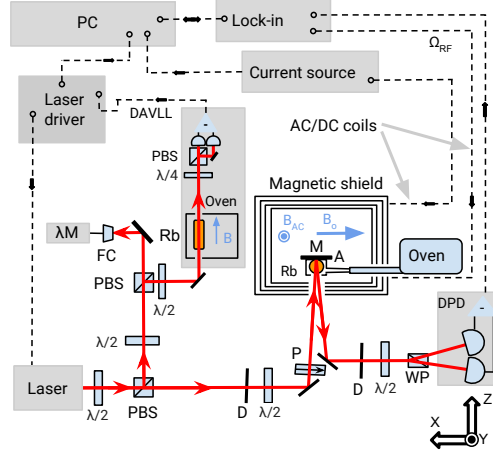 PC
Lock-in
Ω_RF
Current source
Laser driver
DAVLL
AC/DC coils
PBS
λ/4
Magnetic shield
Oven
B_AC
B_o
M
A
Rb
B
Rb
Oven
λM
FC
PBS
λ/2
DPD
λ/2
P
WP
Laser
λ/2
PBS
D
λ/2
D
λ/2
Z
X
Y